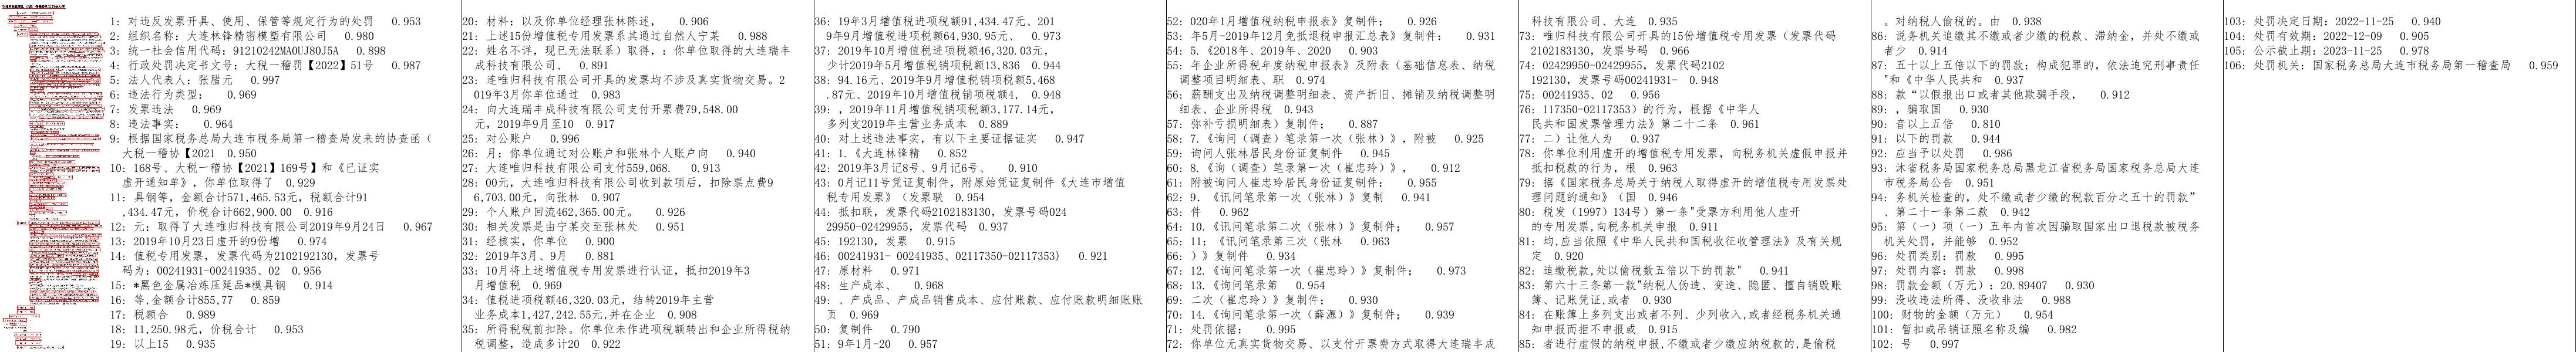 1: 对违反发票开具、使用、保管等规定行为的处罚 0.953
2: 组织名称:大连林锋精密模塑有限公司 0.980
3: 统一社会信用代码:91210242MA0UJ80J5A 0.898
4: 行政处罚决定书文号:大税一稽罚【2022】51号 0.987
5: 法人代表人:张腊元 0.997
6: 违法行为类型: 0.969
7: 发票违法 0.969
8: 违法事实: 0.964
9: 根据国家税务总局大连市税务局第一稽查局发来的协查函(
大税一稽协【2021 0.950
10: 168号、大税一稽协【2021】169号】和《已证实
虚开通知单》,你单位取得了 0.929
11: 具钢等,金额合计571,465.53元,税额合计91
,434.47元,价税合计662,900.00 0.916
12: 元:取得了大连唯归科技有限公司2019年9月24日 0.967
13: 2019年10月23日虚开的9份增 0.974
14: 值税专用发票,发票代码为2102192130,发票号
码为:00241931-00241935、02 0.956
15: *黑色金属冶炼压延品*模具钢 0.914
16: 等,金额合计855,77 0.859
17: 税额合 0.989
18: 11,250.98元,价税合计 0.953
19: 以上15 0.935
20: 材料:以及你单位经理张林陈述, 0.906
21: 上述15份增值税专用发票系其通过自然人宁某 0.988
22: 姓名不详,现已无法联系)取得,:你单位取得的大连瑞丰
成科技有限公司、 0.891
23: 连唯归科技有限公司开具的发票均不涉及真实货物交易。2
019年3月你单位通过 0.983
24: 向大连瑞丰成科技有限公司支付开票费79,548.00
元,2019年9月至10 0.917
25: 对公账户 0.996
26: 月:你单位通过对公账户和张林个人账户向 0.940
27: 大连唯归科技有限公司支付559,068. 0.913
28: 00元,大连唯归科技有限公司收到款项后,扣除票点费9
6,703.00元,向张林 0.907
29: 个人账户回流462,365.00元。 0.926
30: 相关发票是由宁某交至张林处 0.951
31: 经核实,你单位 0.900
32: 2019年3月、9月 0.881
33: 10月将上述增值税专用发票进行认证,抵扣2019年3
月增值税 0.969
34: 值税进项税额46,320.03元,结转2019年主营
业务成本1,427,242.55元,并在企业 0.908
35: 所得税税前扣除。你单位未作进项税额转出和企业所得税纳
税调整,造成多计20 0.922
36: 19年3月增值税进项税额91,434.47元、201
9年9月增值税进项税额64,930.95元、 0.973
37: 2019年10月增值税进项税额46,320.03元,
少计2019年5月增值税销项税额13,836 0.944
38: 94.16元、2019年9月增值税销项税额5,468
.87元、2019年10月增值税销项税额4, 0.948
39: ,2019年11月增值税销项税额3,177.14元,
多列支2019年主营业务成本 0.889
40: 对上述违法事实,有以下主要证据证实 0.947
41: 1.《大连林锋精 0.852
42: 2019年3月记8号、9月记6号、 0.910
43: 0月记11号凭证复制件,附原始凭证复制件《大连市增值
税专用发票》(发票联 0.954
44: 抵扣联,发票代码2102183130,发票号码024
29950-02429955,发票代码 0.937
45: 192130,发票 0.915
46: 00241931- 00241935、02117350-02117353) 0.921
47: 原材料 0.971
48: 生产成本、 0.968
49: 、产成品、产成品销售成本、应付账款、应付账款明细账账
页 0.969
50: 复制件 0.790
51: 9年1月-20 0.957
52: 020年1月增值税纳税申报表》复制件; 0.926
53: 年5月-2019年12月免抵退税申报汇总表》复制件; 0.931
54: 5.《2018年、2019年、2020 0.903
55: 年企业所得税年度纳税申报表》及附表(基础信息表、纳税
调整项目明细表、职 0.974
56: 薪酬支出及纳税调整明细表、资产折旧、摊销及纳税调整明
细表、企业所得税 0.943
57: 弥补亏损明细表)复制件; 0.887
58: 7.《询问(调查)笔录第一次(张林)》,附被 0.925
59: 询问人张林居民身份证复制件 0.945
60: 8.《询(调查)笔录第一次(崔忠玲)》, 0.912
61: 附被询问人崔忠玲居民身份证复制件; 0.955
62: 9.《讯问笔录第一次(张林)》复制 0.941
63: 件 0.962
64: 10.《讯问笔录第二次(张林)》复制件; 0.957
65: 11;《讯问笔录第三次(张林 0.963
66: )》复制件 0.934
67: 12.《询问笔录第一次(崔忠玲)》复制件; 0.973
68: 13.《询问笔录第 0.954
69: 二次(崔忠玲)》复制件; 0.930
70: 14.《询问笔录第一次(薛源)》复制件; 0.939
71: 处罚依据: 0.995
72: 你单位无真实货物交易、以支付开票费方式取得大连瑞丰成
科技有限公司、大连 0.935
73: 唯归科技有限公司开具的15份增值税专用发票(发票代码
2102183130,发票号码 0.966
74: 02429950-02429955,发票代码2102
192130,发票号码00241931- 0.948
75: 00241935、02 0.956
76: 117350-02117353)的行为,根据《中华人
民共和国发票管理力法》第二十二条 0.961
77: 二)让他人为 0.937
78: 你单位利用虚开的增值税专用发票,向税务机关虚假申报并
抵扣税款的行为,根 0.963
79: 据《国家税务总局关于纳税人取得虚开的增值税专用发票处
理问题的通知》(国 0.946
80: 税发(1997)134号)第一条"受票方利用他人虚开
的专用发票,向税务机关申报 0.911
81: 均,应当依照《中华人民共和国税收征收管理法》及有关规
定 0.920
82: 追缴税款,处以偷税数五倍以下的罚款" 0.941
83: 第六十三条第一款"纳税人伪造、变造、隐匿、擅自销毁账
簿、记账凭证,或者 0.930
84: 在账簿上多列支出或者不列、少列收入,或者经税务机关通
知申报而拒不申报或 0.915
85: 者进行虚假的纳税申报,不缴或者少缴应纳税款的,是偷税
。对纳税人偷税的。由 0.938
86: 说务机关追缴其不缴或者少缴的税款、滞纳金,并处不缴或
者少 0.914
87: 五十以上五倍以下的罚款:构成犯罪的,依法追究刑事责任
"和《中华人民共和 0.937
88: 款“以假报出口或者其他欺骗手段, 0.912
89: ,骗取国 0.930
90: 音以上五倍 0.810
91: 以下的罚款 0.944
92: 应当予以处罚 0.986
93: 沐省税务局国家税务总局黑龙江省税务局国家税务总局大连
市税务局公告 0.951
94: 务机关检查的,处不缴或者少缴的税款百分之五十的罚款”
、第二十一条第二款 0.942
95: 第(一)项(一)五年内首次因骗取国家出口退税款被税务
机关处罚,并能够 0.952
96: 处罚类别:罚款 0.995
97: 处罚内容:罚款 0.998
98: 罚款金额(万元):20.89407 0.930
99: 没收违法所得、没收非法 0.988
100: 财物的金额(万元) 0.954
101: 暂扣或吊销证照名称及编 0.982
102: 号 0.997
103: 处罚决定日期:2022-11-25 0.940
104: 处罚有效期:2022-12-09 0.905
105: 公示截止期:2023-11-25 0.978
106: 处罚机关:国家税务总局大连市税务局第一稽查局 0.959